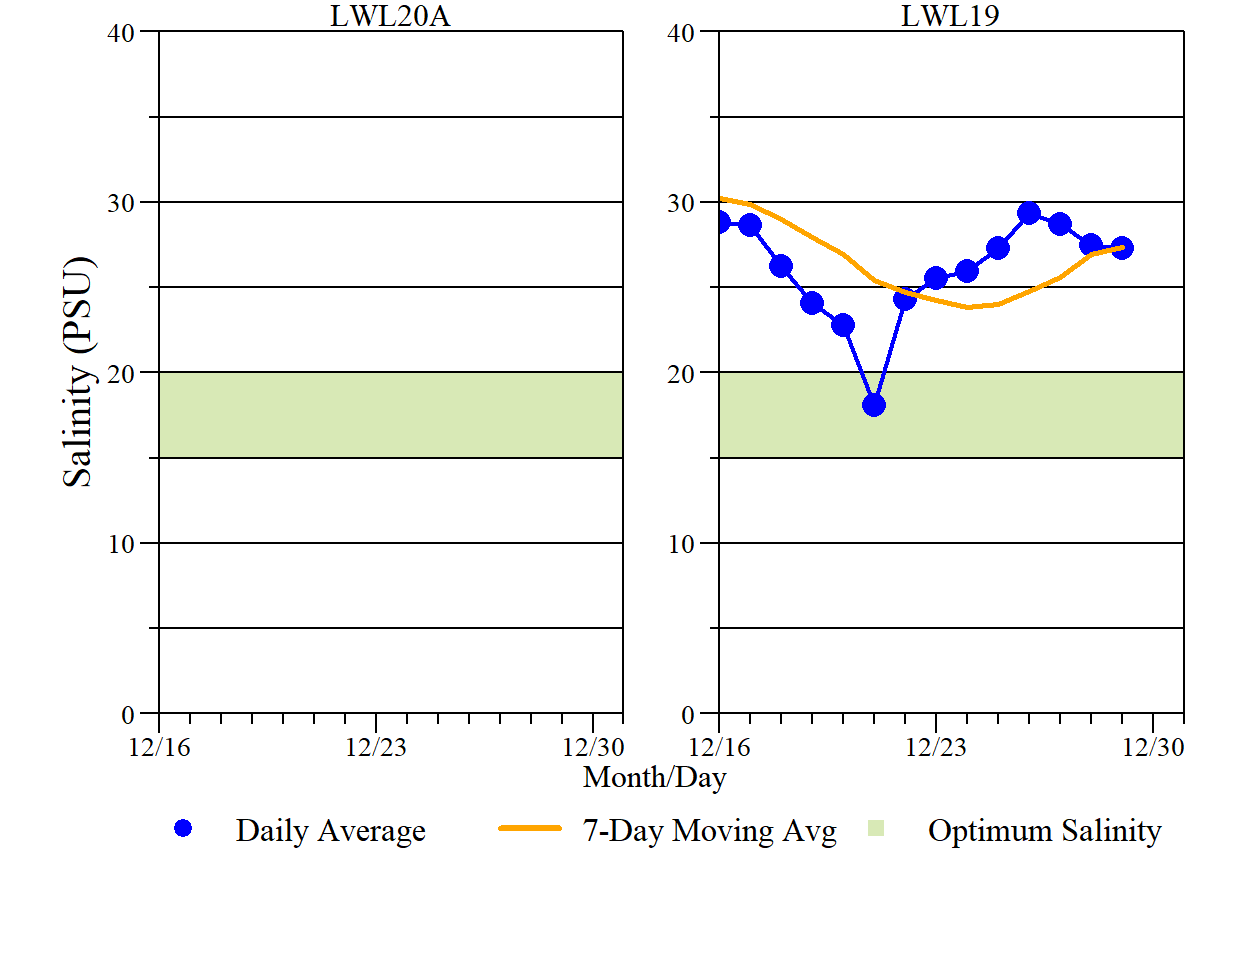 LWL20A LWL19
40 40
30 30
20 20
10 10
0 0
Salinity (PSU)
12/16 12/23 12/30 12/16 12/23 12/30
Month/Day
Daily Average 7-Day Moving Avg Optimum Salinity